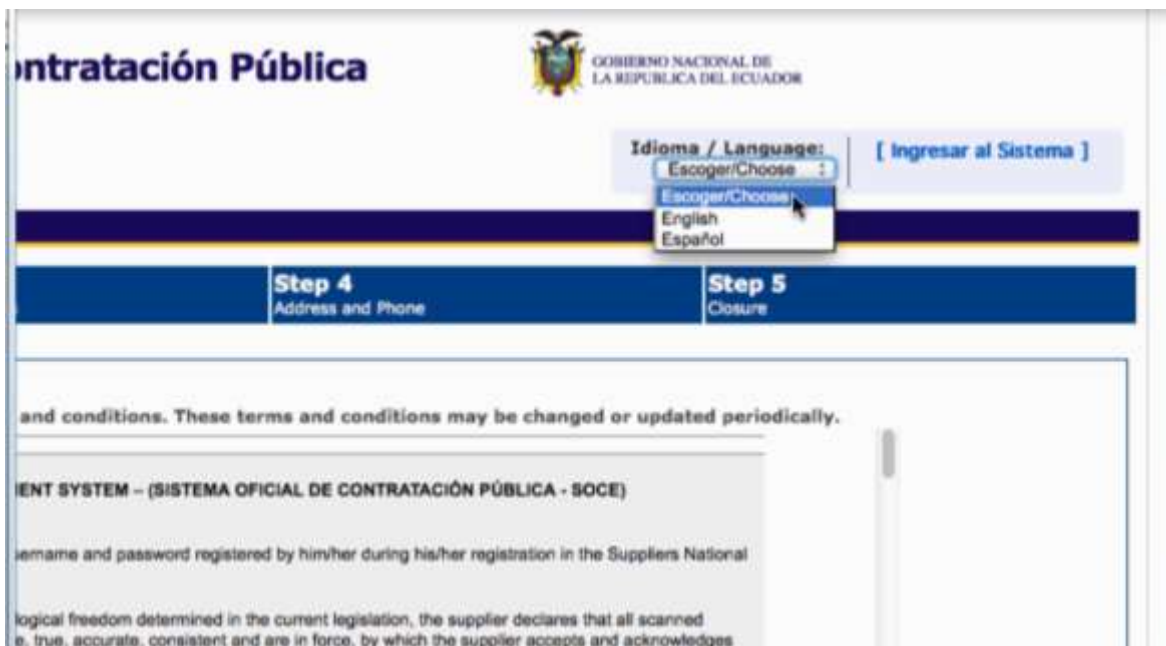 ontratación Pública
GOBIERNO NACIONAL DE
LA REPUBLICA DEL ECUADOR
Idioma / Language:
[ Ingresar al Sistema ]
Escoger/Choose
Escoger/Choose
English
Español
Step 4
Address and Phone
Step 5
Closure
and conditions. These terms and conditions may be changed or updated periodically.
ENT SYSTEM – (SISTEMA OFICIAL DE CONTRATACIÓN PÚBLICA - SOCE)
ername and password registered by him/her during his/her registration in the Suppliers National
logical freedom determined in the current legislation, the supplier declares that all scanned
e, true, accurate, consistent and are in force, by which the supplier accepts and acknowledges